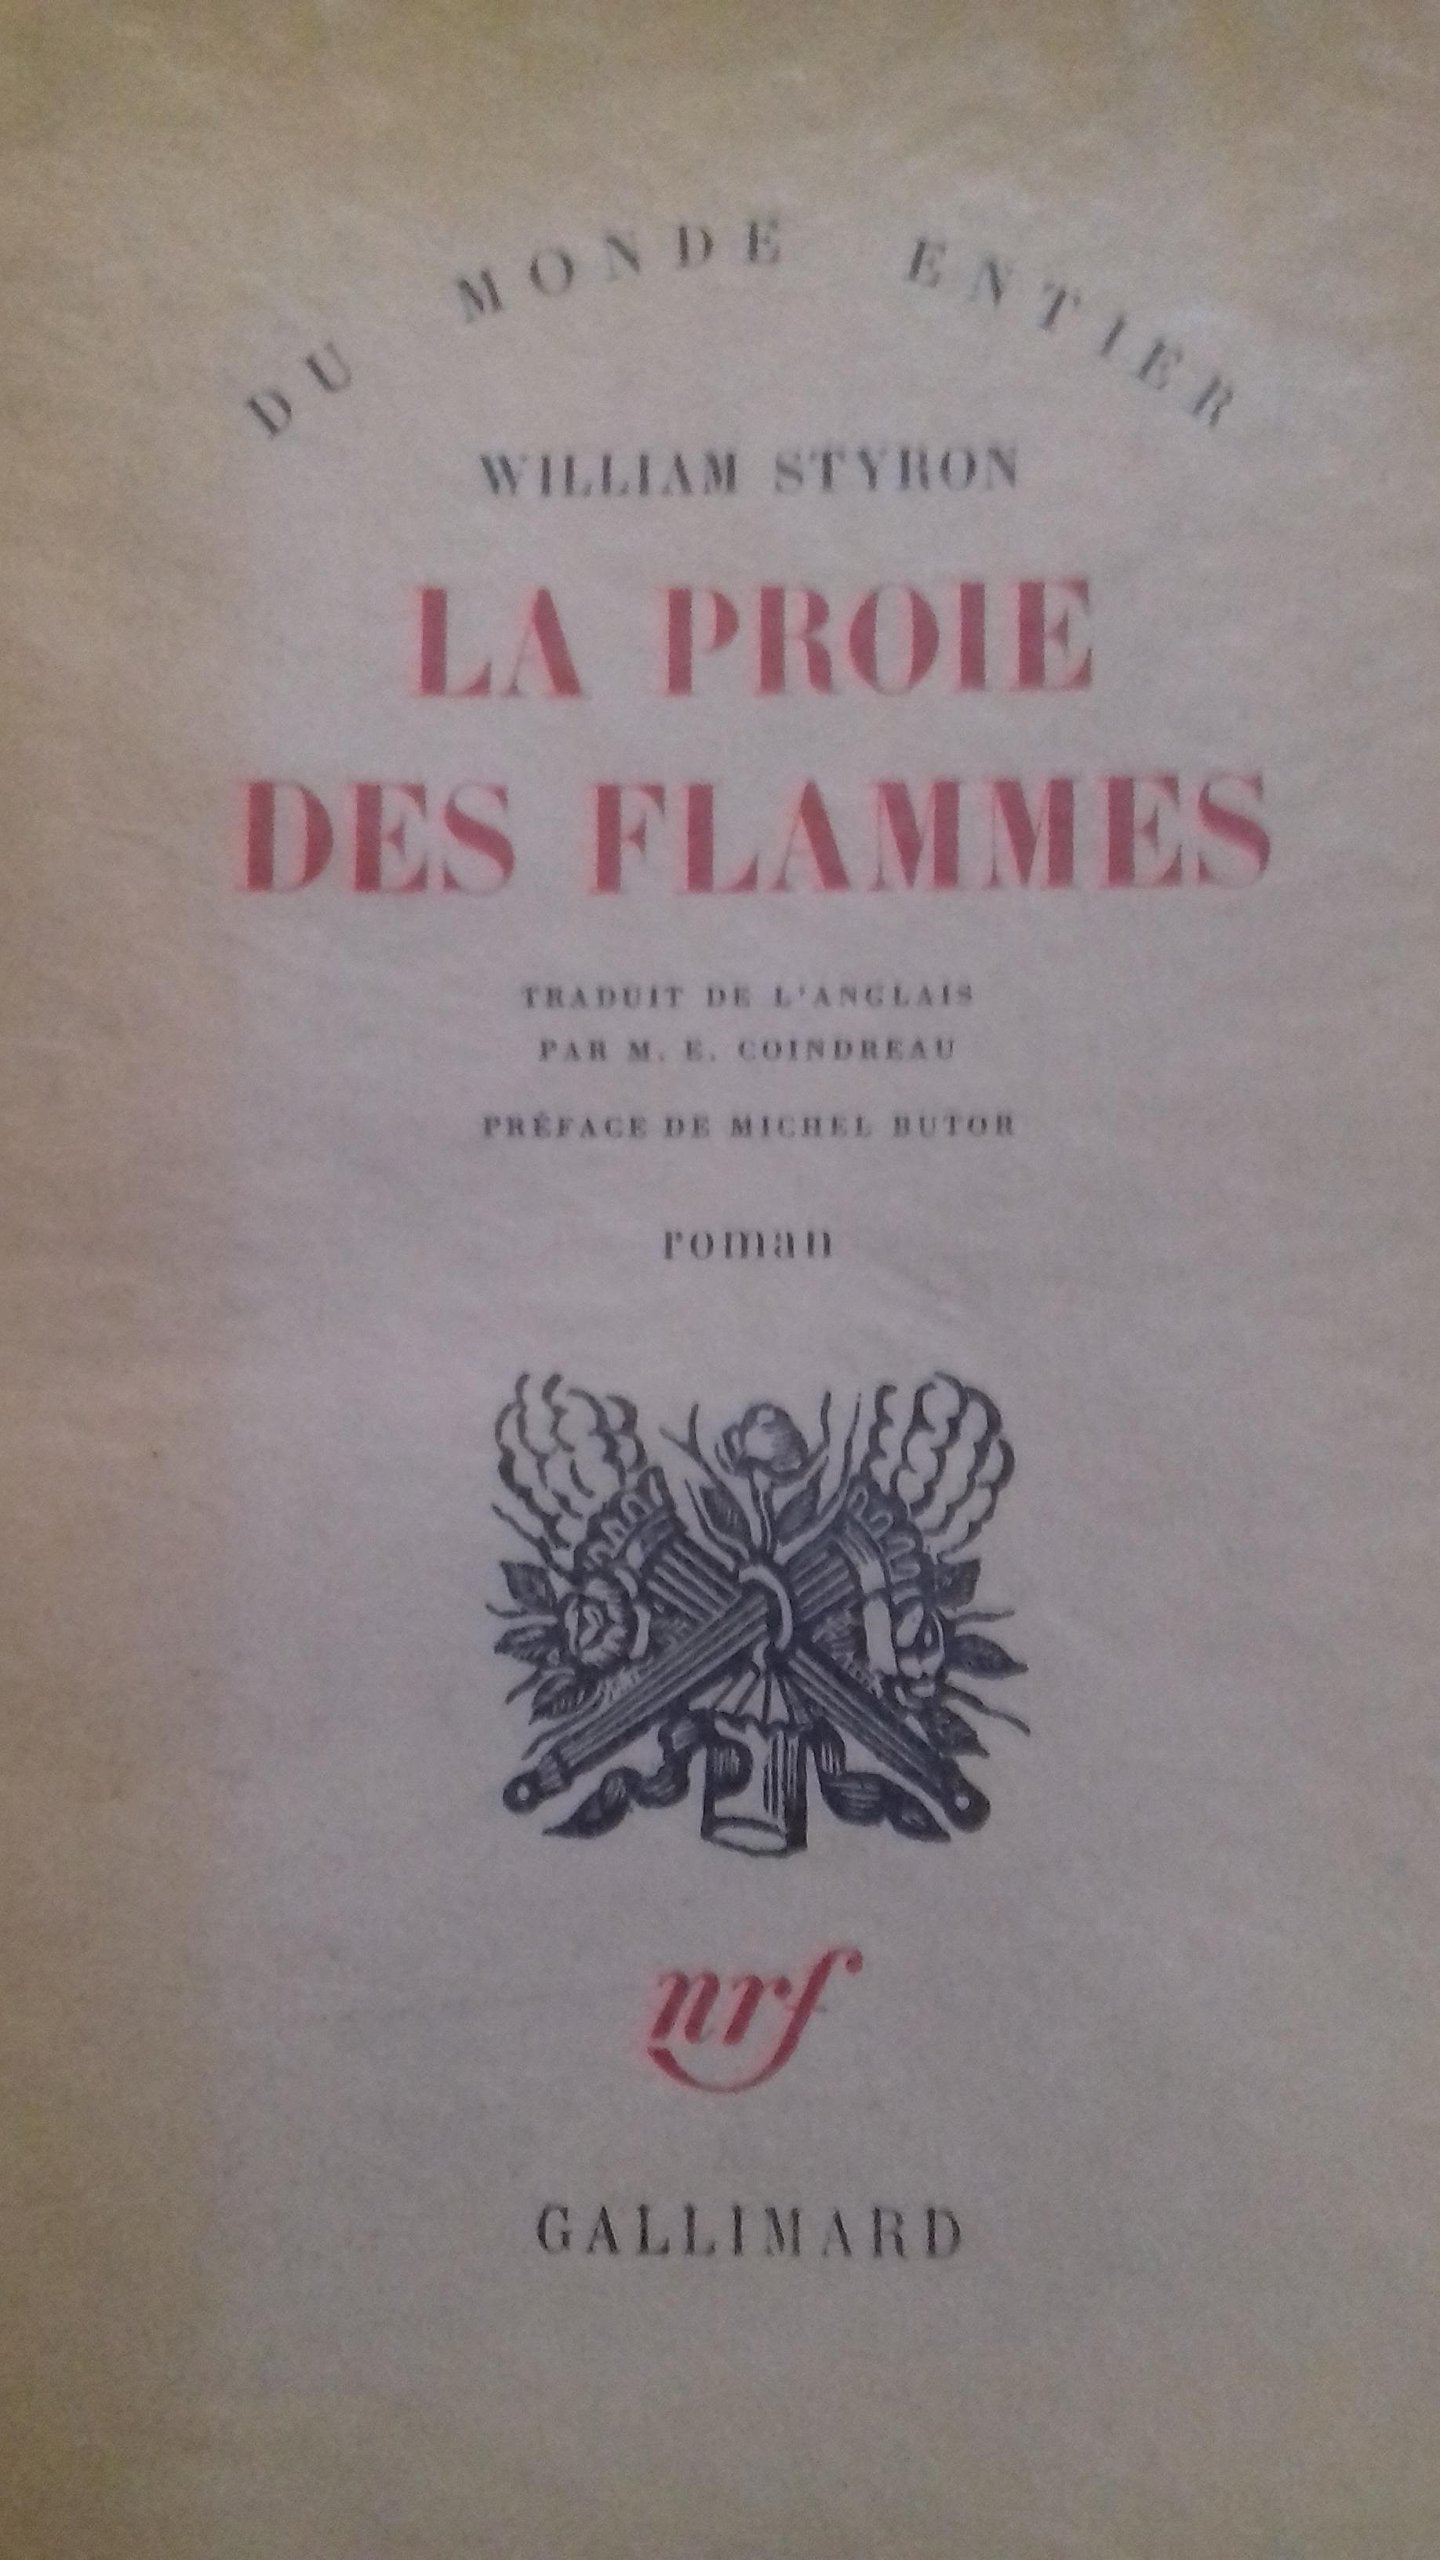 DU MONDE ENTIER
WILLIAM STYRON
LA PROIE
DES FLAMMES
TRADUIT DE L'ANGLAIS
PAR M. E. COINDREAU
PRÉFACE DE MICHEL BUTOR
roman
nrf
GALLIMARD